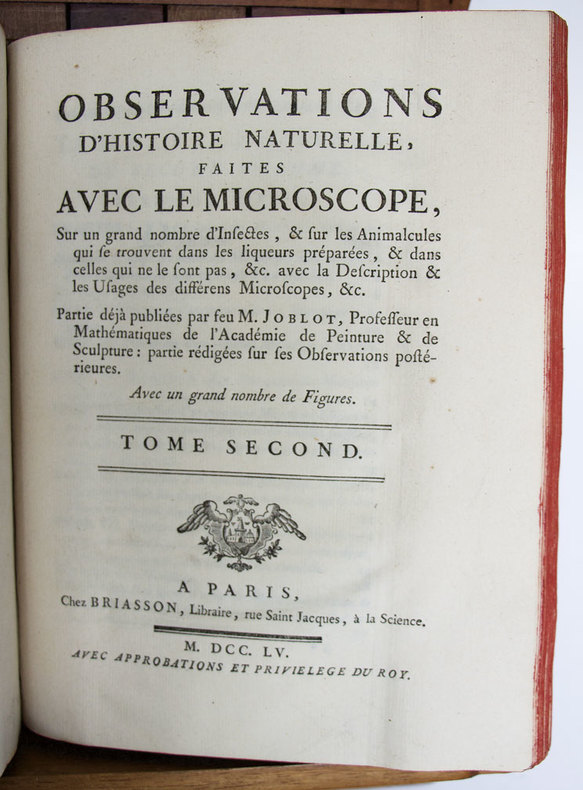 OBSERVATIONS
D'HISTOIRE NATURELLE,
FAITES
AVEC LE MICROSCOPE,
Sur un grand nombre d'Inſectes, & ſur les Animalcules
qui ſe trouvent dans les liqueurs préparées, & dans
celles qui ne le ſont pas, &c. avec la Deſcription &
les Uſages des différens Microſcopes, &c.
Partie déjà publiées par feu M. JOBLOT, Profeſſeur en
Mathématiques de l'Académie de Peinture & de
Sculpture: partie rédigées ſur ſes Obſervations poſté-
rieures.
Avec un grand nombre de Figures.
TOME SECOND.
A PARIS,
Chez BRIASSON, Libraire, rue Saint Jacques, à la Science.
M. DCC. LV.
AVEC APPROBATIONS ET PRIVIELEGE DU ROY.